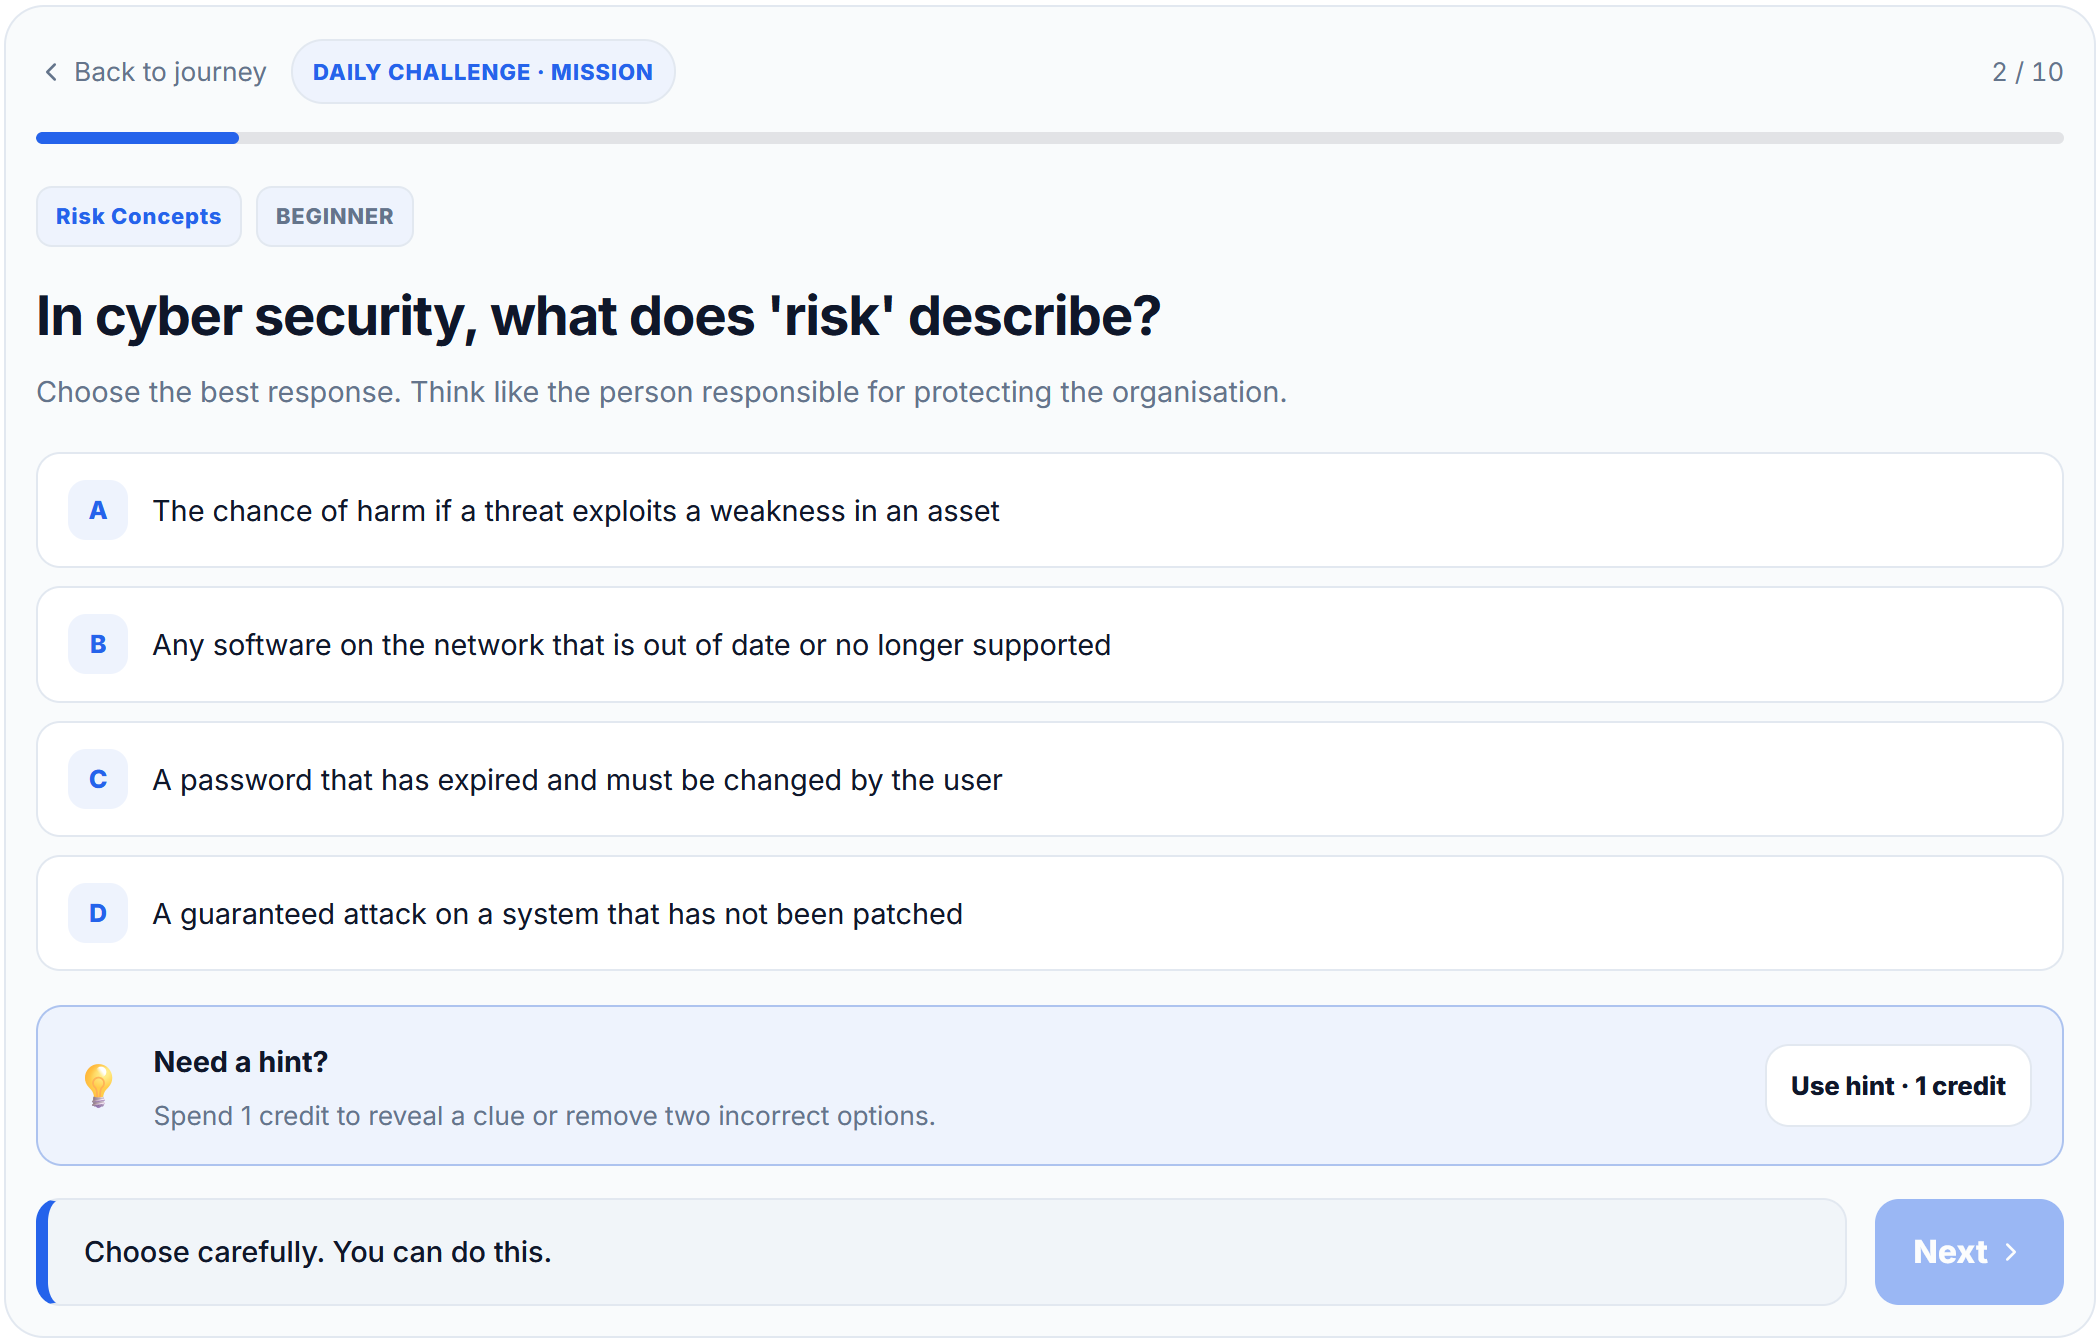 Back to journey
DAILY CHALLENGE · MISSION
2 / 10
Risk Concepts
BEGINNER
In cyber security, what does 'risk' describe?
Choose the best response. Think like the person responsible for protecting the organisation.
A
The chance of harm if a threat exploits a weakness in an asset
B
Any software on the network that is out of date or no longer supported
C
A password that has expired and must be changed by the user
D
A guaranteed attack on a system that has not been patched
Need a hint?
Spend 1 credit to reveal a clue or remove two incorrect options.
Use hint · 1 credit
Choose carefully. You can do this.
Next